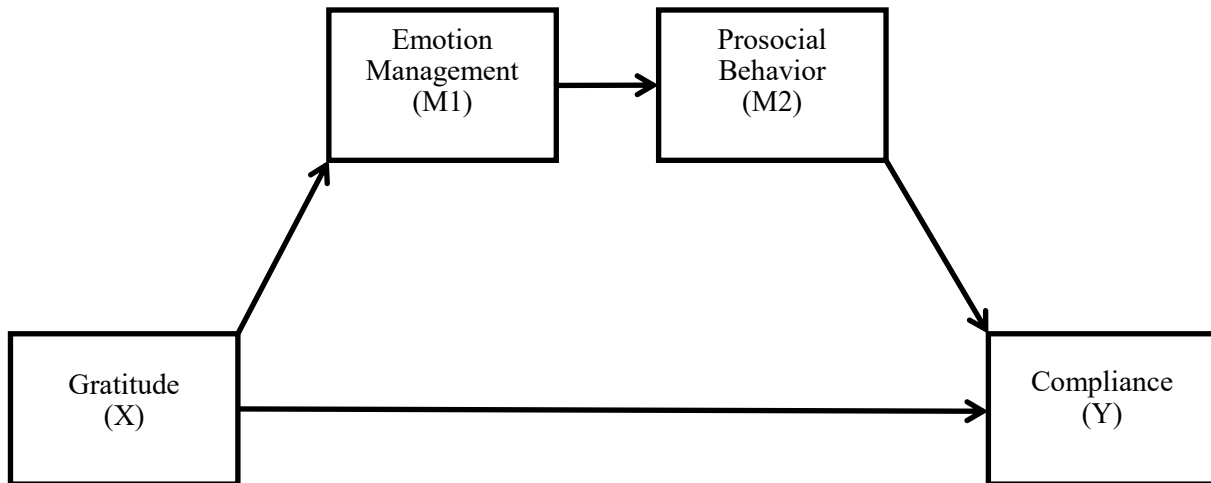 Emotion
Management
(M1)
Prosocial
Behavior
(M2)
Gratitude
(X)
Compliance
(Y)